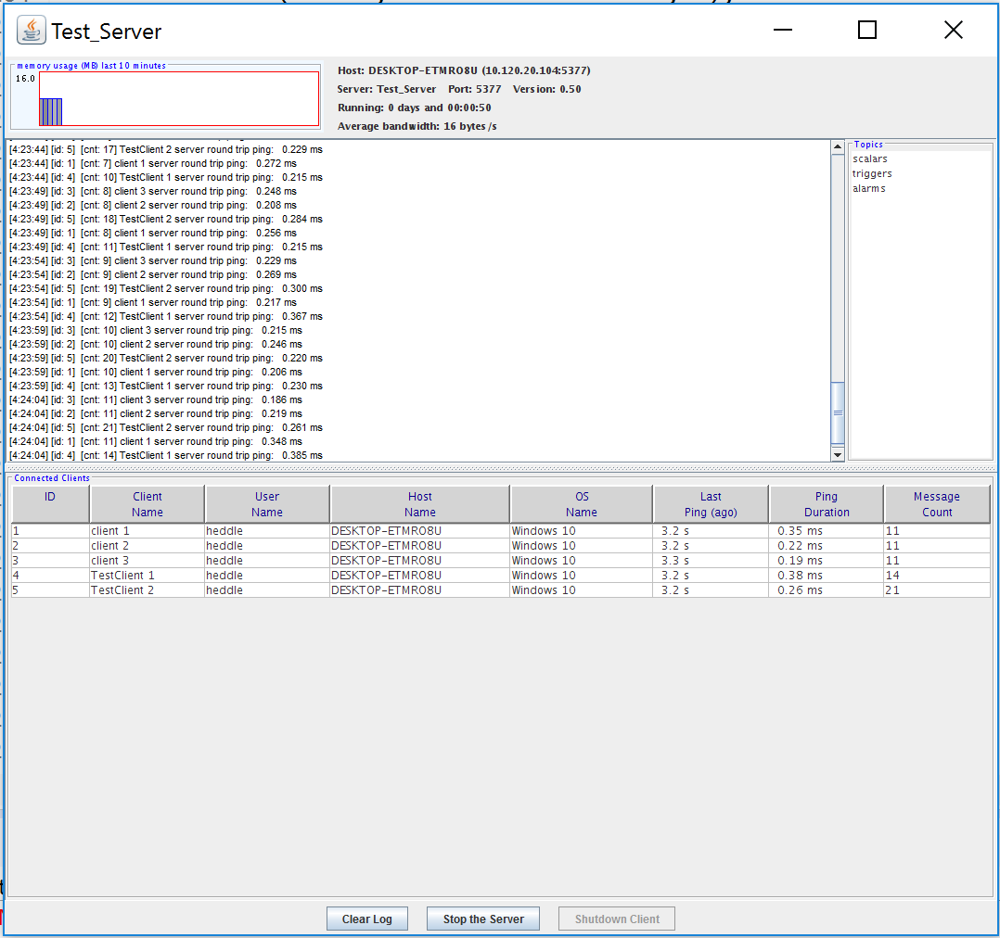 Test_Server
memory usage (MB) last 10 minutes
16.0
Host: DESKTOP-ETMRO8U (10.120.20.104:5377)
Server: Test_Server Port: 5377 Version: 0.50
Running: 0 days and 00:00:50
Average bandwidth: 16 bytes/s
[4:23:44] [id: 5] [cnt: 17] TestClient 2 server round trip ping: 0.229 ms
[4:23:44] [id: 1] [cnt: 7] client 1 server round trip ping: 0.272 ms
[4:23:44] [id: 4] [cnt: 10] TestClient 1 server round trip ping: 0.215 ms
[4:23:49] [id: 3] [cnt: 8] client 3 server round trip ping: 0.248 ms
[4:23:49] [id: 2] [cnt: 8] client 2 server round trip ping: 0.208 ms
[4:23:49] [id: 5] [cnt: 18] TestClient 2 server round trip ping: 0.284 ms
[4:23:49] [id: 1] [cnt: 8] client 1 server round trip ping: 0.256 ms
[4:23:49] [id: 4] [cnt: 11] TestClient 1 server round trip ping: 0.215 ms
[4:23:54] [id: 3] [cnt: 9] client 3 server round trip ping: 0.229 ms
[4:23:54] [id: 2] [cnt: 9] client 2 server round trip ping: 0.269 ms
[4:23:54] [id: 5] [cnt: 19] TestClient 2 server round trip ping: 0.300 ms
[4:23:54] [id: 1] [cnt: 9] client 1 server round trip ping: 0.217 ms
[4:23:54] [id: 4] [cnt: 12] TestClient 1 server round trip ping: 0.367 ms
[4:23:59] [id: 3] [cnt: 10] client 3 server round trip ping: 0.215 ms
[4:23:59] [id: 2] [cnt: 10] client 2 server round trip ping: 0.246 ms
[4:23:59] [id: 5] [cnt: 20] TestClient 2 server round trip ping: 0.220 ms
[4:23:59] [id: 1] [cnt: 10] client 1 server round trip ping: 0.206 ms
[4:23:59] [id: 4] [cnt: 13] TestClient 1 server round trip ping: 0.230 ms
[4:24:04] [id: 3] [cnt: 11] client 3 server round trip ping: 0.186 ms
[4:24:04] [id: 2] [cnt: 11] client 2 server round trip ping: 0.219 ms
[4:24:04] [id: 5] [cnt: 21] TestClient 2 server round trip ping: 0.261 ms
[4:24:04] [id: 1] [cnt: 11] client 1 server round trip ping: 0.348 ms
[4:24:04] [id: 4] [cnt: 14] TestClient 1 server round trip ping: 0.385 ms
Topics
scalars
triggers
alarms
Connected Clients
ID Client User Host OS Last Ping Message
Name Name Name Name Ping (ago) Duration Count
1 client 1 heddle DESKTOP-ETMRO8U Windows 10 3.2 s 0.35 ms 11
2 client 2 heddle DESKTOP-ETMRO8U Windows 10 3.2 s 0.22 ms 11
3 client 3 heddle DESKTOP-ETMRO8U Windows 10 3.3 s 0.19 ms 11
4 TestClient 1 heddle DESKTOP-ETMRO8U Windows 10 3.2 s 0.38 ms 14
5 TestClient 2 heddle DESKTOP-ETMRO8U Windows 10 3.2 s 0.26 ms 21
Clear Log Stop the Server Shutdown Client